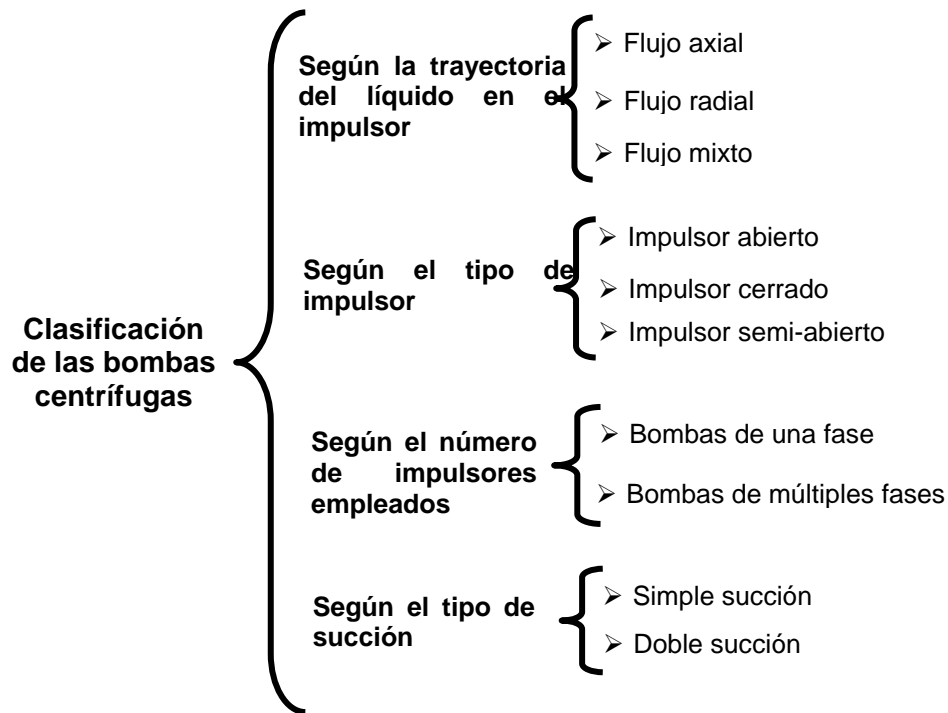 Clasificación
de las bombas
centrífugas
Según la trayectoria
del líquido en el
impulsor
➢ Flujo axial
➢ Flujo radial
➢ Flujo mixto
Según el tipo de
impulsor
➢ Impulsor abierto
➢ Impulsor cerrado
➢ Impulsor semi-abierto
Según el número
de impulsores
empleados
➢ Bombas de una fase
➢ Bombas de múltiples fases
Según el tipo de
succión
➢ Simple succión
➢ Doble succión